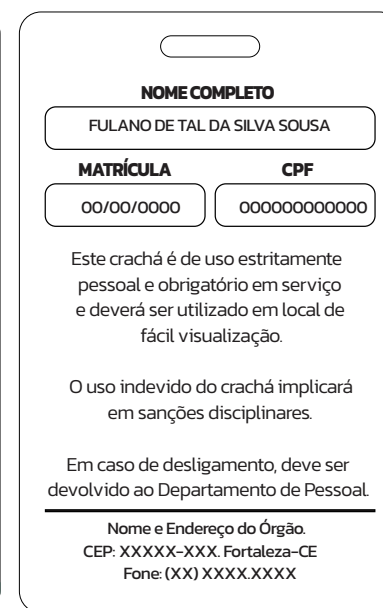 NOME COMPLETO
FULANO DE TAL DA SILVA SOUSA
MATRÍCULA CPF
00/00/0000 000000000000
Este crachá é de uso estritamente
pessoal e obrigatório em serviço
e deverá ser utilizado em local de
fácil visualização.
O uso indevido do crachá implicará
em sanções disciplinares.
Em caso de desligamento, deve ser
devolvido ao Departamento de Pessoal.
Nome e Endereço do Órgão.
CEP: XXXXX-XXX. Fortaleza-CE
Fone: (XX) XXXX.XXXX